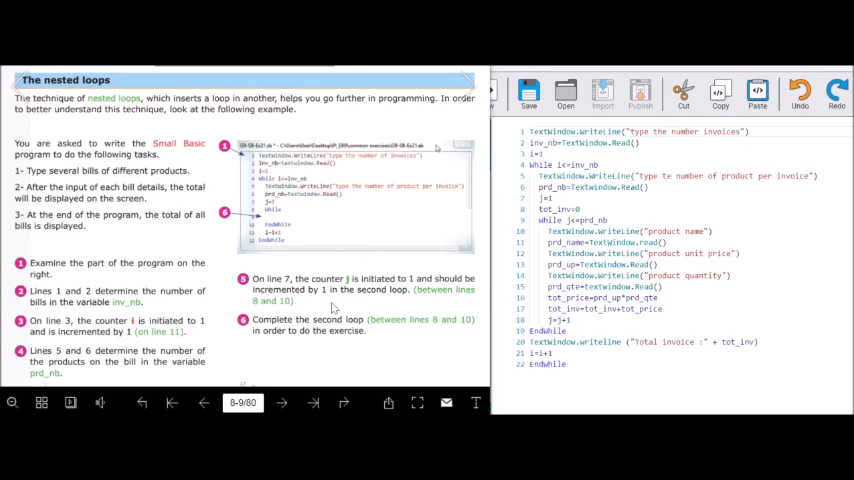 The nested loops
The technique of nested loops, which inserts a loop in another, helps you go further in programming. In order
to better understand this technique, look at the following example.
You are asked to write the Small Basic
program to do the following tasks.
1- Type several bills of different products.
2- After the input of each bill details, the total
will be displayed on the screen.
3- At the end of the program, the total of all
bills is displayed.
1 Examine the part of the program on the
right.
2 Lines 1 and 2 determine the number of
bills in the variable inv_nb.
3 On line 3, the counter i is initiated to 1
and is incremented by 1 (on line 11).
4 Lines 5 and 6 determine the number of
the products on the bill in the variable
prd_nb.
1
6
1 TextWindow.WriteLine("type the number of invoices")
2 inv_nb=TextWindow.Read()
3 i=1
4 while i<=inv_nb
5 TextWindow.WriteLine("type the number of product per invoice")
6 prd_nb=TextWindow.Read()
7 j=1
8 While
9
10 EndWhile
11 i=i+1
12 EndWhile
5 On line 7, the counter j is initiated to 1 and should be
incremented by 1 in the second loop. (between lines
8 and 10)
6 Complete the second loop (between lines 8 and 10)
in order to do the exercise.
8-9/80
Save Open Import Publish Cut Copy Paste Undo Redo
1 TextWindow.WriteLine("type the number invoices")
2 inv_nb=TextWindow.Read()
3 i=1
4 While i<=inv_nb
5 TextWindow.WriteLine("type te number of product per invoice")
6 prd_nb=TextWindow.Read()
7 j=1
8 tot_inv=0
9 While j<=prd_nb
10 TextWindow.WriteLine("product name")
11 prd_name=TextWindow.read()
12 TextWindow.WriteLine("product unit price")
13 prd_up=TextWindow.Read()
14 TextWindow.WriteLine("product quantity")
15 prd_qte=textwindow.Read()
16 tot_price=prd_up*prd_qte
17 tot_inv=tot_inv+tot_price
18 j=j+1
19 EndWhile
20 TextWindow.writeline ("Total invoice :" + tot_inv)
21 i=i+1
22 EndWhile